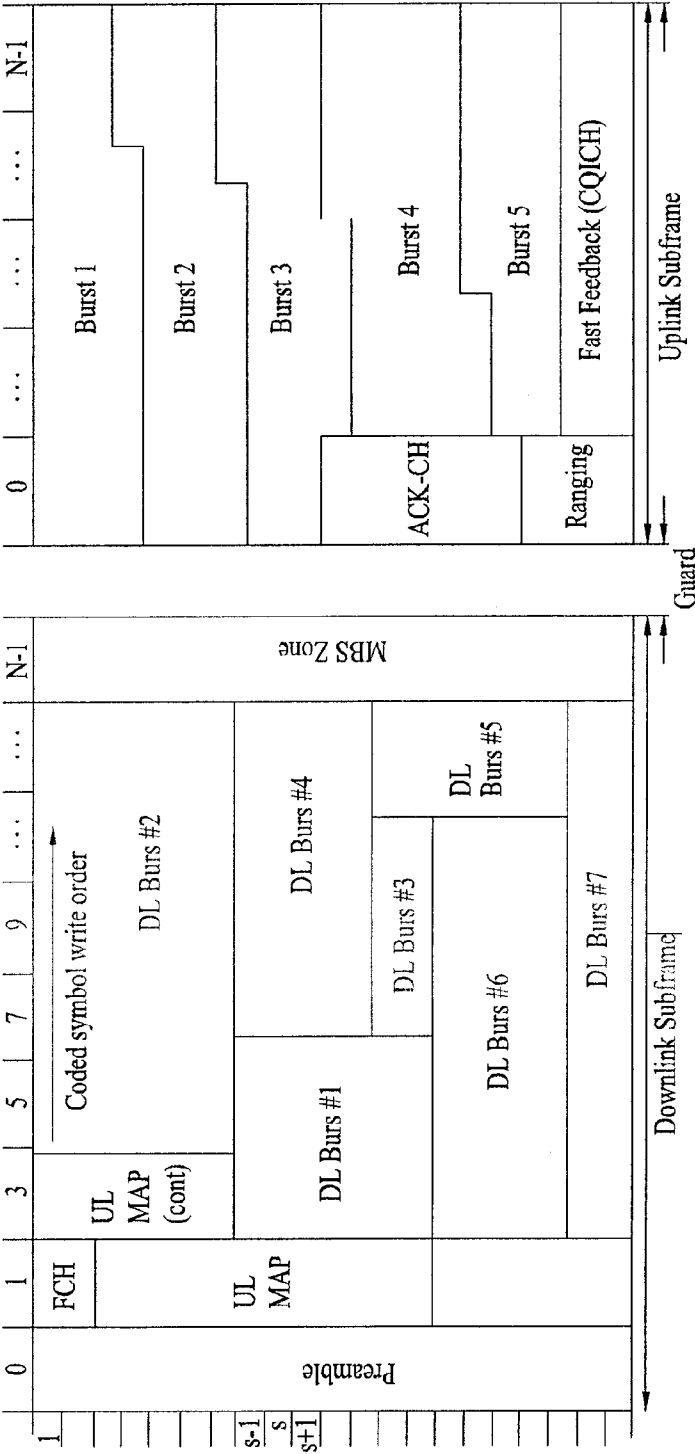 0 1 3 5 7 9 ... ... N-1
0 ... ... ... N-1
1
s-1
s
s+1
Preamble
FCH
UL
MAP
UL
MAP
(cont)
Coded symbol write order
DL Burs #2
DL Burs #1
DL Burs #4
DL Burs #3
DL
Burs #5
DL Burs #6
DL Burs #7
MBS Zone
Burst 1
Burst 2
Burst 3
Burst 4
Burst 5
ACK-CH
Ranging
Fast Feedback (CQICH)
Downlink Subframe
Guard
Uplink Subframe